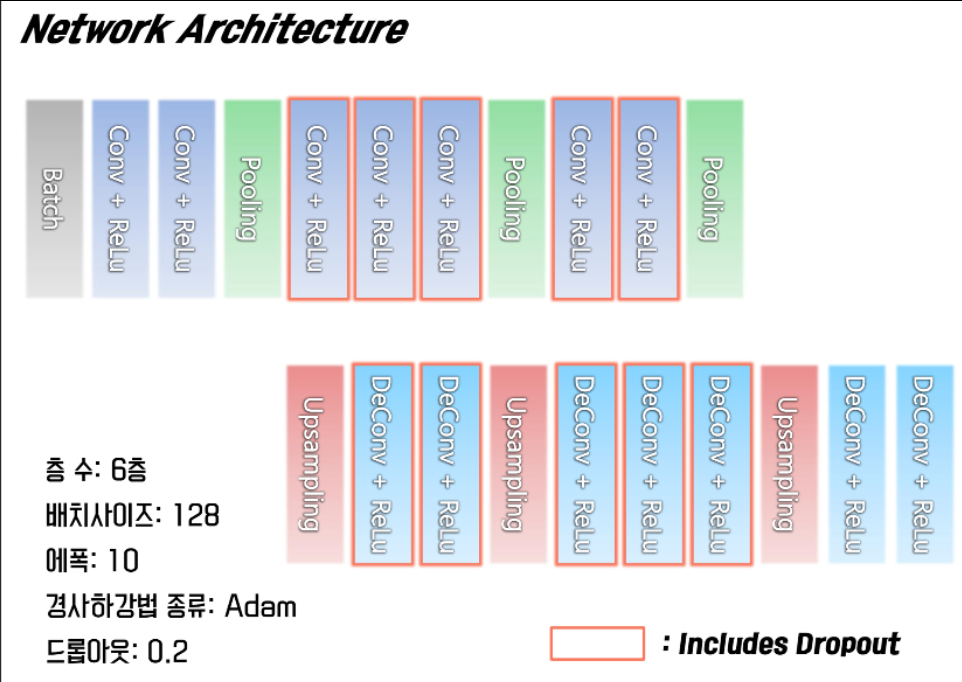 Network Architecture
Batch
Conv + ReLu
Conv + ReLu
Pooling
Conv + ReLu
Conv + ReLu
Conv + ReLu
Pooling
Conv + ReLu
Conv + ReLu
Pooling
Upsampling
DeConv + ReLu
DeConv + ReLu
Upsampling
DeConv + ReLu
DeConv + ReLu
DeConv + ReLu
Upsampling
DeConv + ReLu
DeConv + ReLu
층 수: 6층
배치사이즈: 128
에폭: 10
경사하강법 종류: Adam
드롭아웃: 0.2
: Includes Dropout